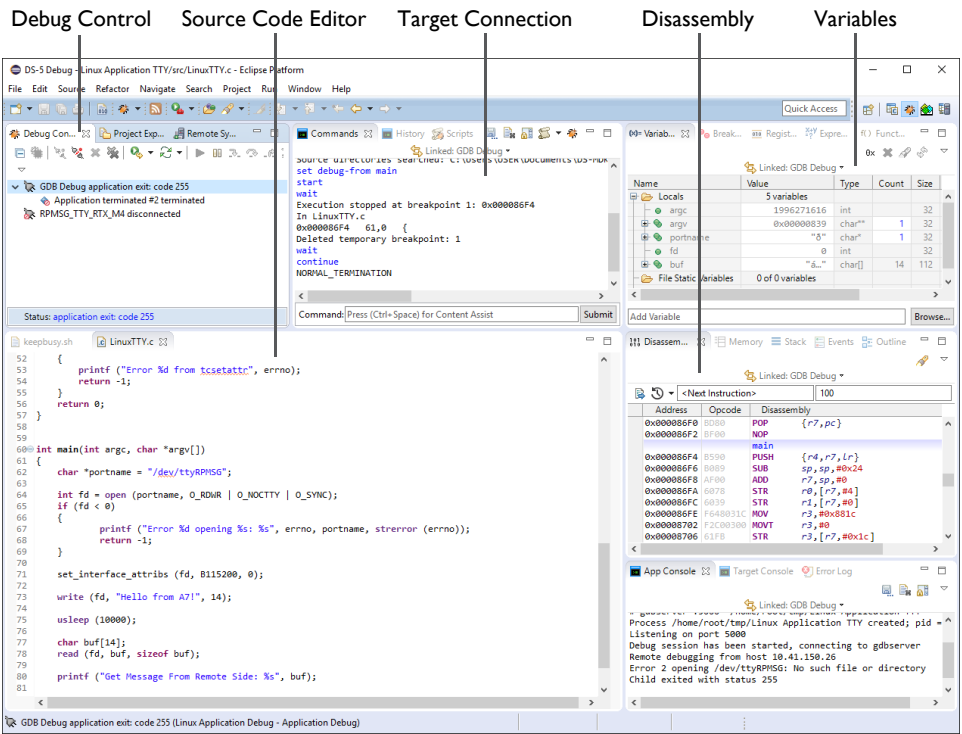 Debug Control Source Code Editor Target Connection Disassembly Variables
DS-5 Debug - Linux Application TTY/src/LinuxTTY.c - Eclipse Platform
File Edit Source Refactor Navigate Search Project Run Window Help
Quick Access
Debug Con... Project Exp... Remote Sy...
GDB Debug application exit: code 255
Application terminated #2 terminated
RPMSG_TTY_RTX_M4 disconnected
Status: application exit: code 255
Commands History Scripts
Linked: GDB Debug
set debug-from main
start
wait
Execution stopped at breakpoint 1: 0x000086F4
In LinuxTTY.c
0x000086F4 61,0 {
Deleted temporary breakpoint: 1
wait
continue
NORMAL_TERMINATION
Command: Press (Ctrl+Space) for Content Assist Submit
(x)= Variab... Break... Regist... Expre... f() Funct...
Linked: GDB Debug
Name Value Type Count Size
Locals 5 variables
argc 1996271616 int 32
argv 0x00000839 char** 1 32
portname "ð" char* 1 32
fd 0 int 32
buf "á…" char[] 14 112
File Static Variables 0 of 0 variables
Add Variable Browse...
keepbusy.sh LinuxTTY.c
52 {
53 printf ("Error %d from tcsetattr", errno);
54 return -1;
55 }
56 return 0;
57 }
58
59
60 int main(int argc, char *argv[])
61 {
62 char *portname = "/dev/ttyRPMSG";
63
64 int fd = open (portname, O_RDWR | O_NOCTTY | O_SYNC);
65 if (fd < 0)
66 {
67 printf ("Error %d opening %s: %s", errno, portname, strerror (errno));
68 return -1;
69 }
70
71 set_interface_attribs (fd, B115200, 0);
72
73 write (fd, "Hello from A7!", 14);
74
75 usleep (10000);
76
77 char buf[14];
78 read (fd, buf, sizeof buf);
79
80 printf ("Get Message From Remote Side: %s", buf);
81
Disassem... Memory Stack Events Outline
Linked: GDB Debug
<Next Instruction> 100
Address Opcode Disassembly
0x000086F0 BD80 POP {r7,pc}
0x000086F2 BF00 NOP
main
0x000086F4 B590 PUSH {r4,r7,lr}
0x000086F6 B089 SUB sp,sp,#0x24
0x000086F8 AF00 ADD r7,sp,#0
0x000086FA 6078 STR r0,[r7,#4]
0x000086FC 6039 STR r1,[r7,#0]
0x000086FE F648031C MOV r3,#0x881c
0x00008702 F2C00300 MOVT r3,#0
0x00008706 61FB STR r3,[r7,#0x1c]
App Console Target Console Error Log
Linked: GDB Debug
Process /home/root/tmp/Linux Application TTY created; pid =
Listening on port 5000
Debug session has been started, connecting to gdbserver
Remote debugging from host 10.41.150.26
Error 2 opening /dev/ttyRPMSG: No such file or directory
Child exited with status 255
GDB Debug application exit: code 255 (Linux Application Debug - Application Debug)